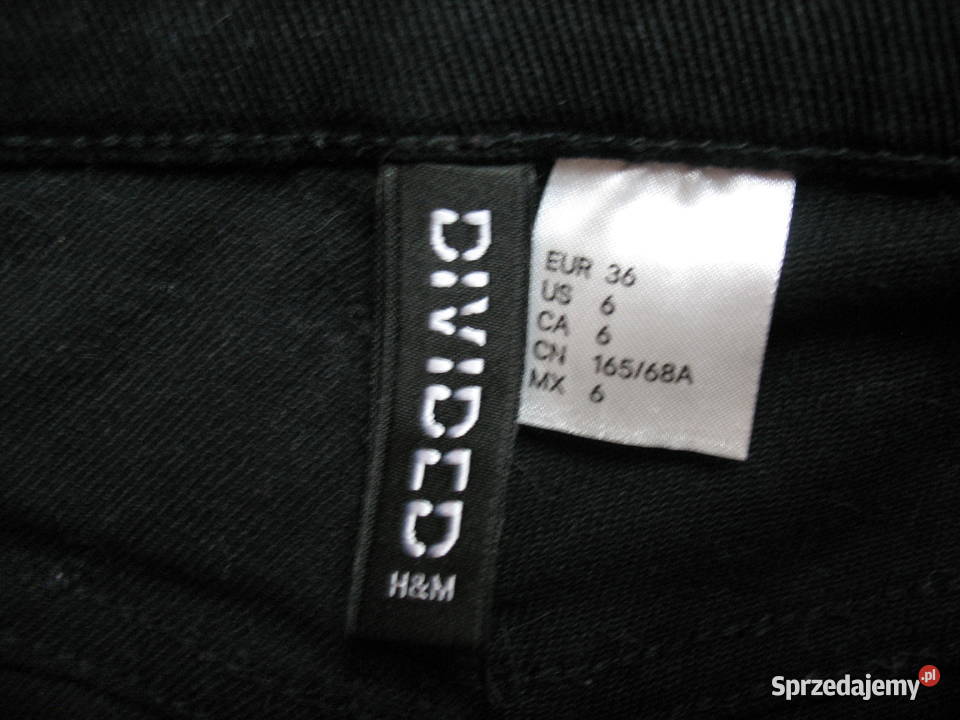 DIVIDED
H&M
EUR 36
US 6
CA 6
CN 165/68A
MX 6
Sprzedajemy.pl